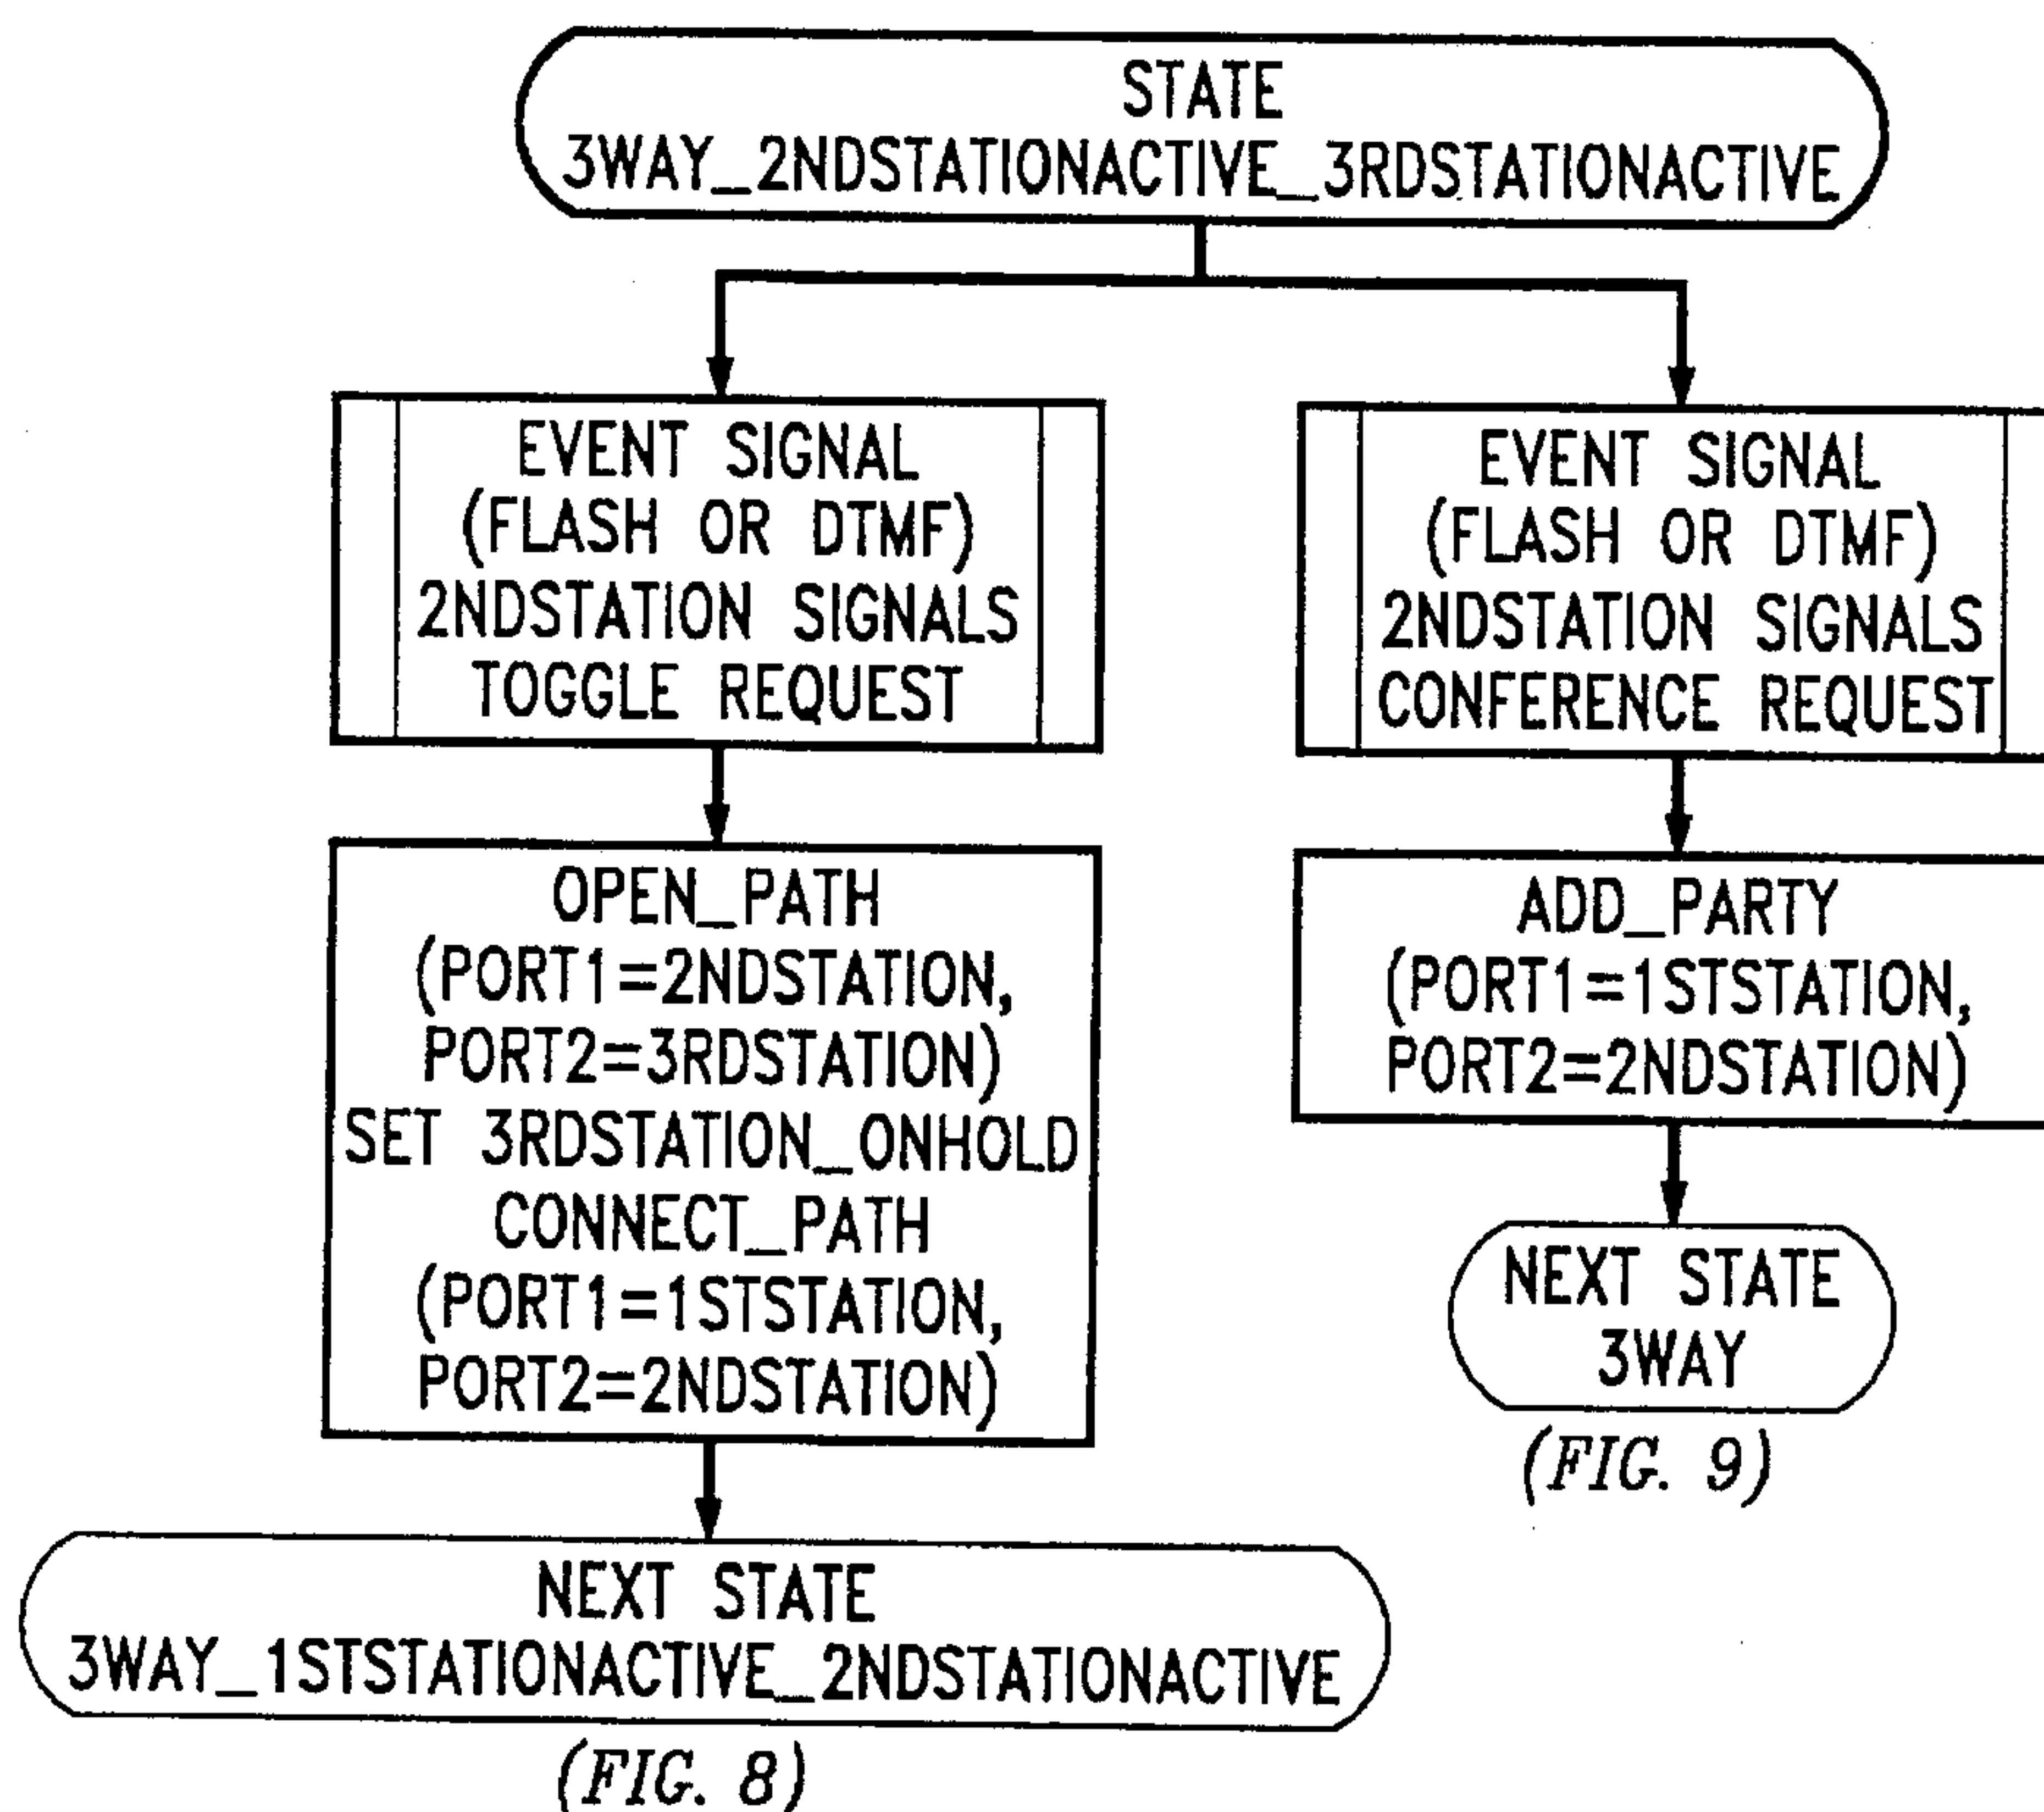 STATE
3WAY_2NDSTATIONACTIVE_3RDSTATIONACTIVE
EVENT SIGNAL
(FLASH OR DTMF)
2NDSTATION SIGNALS
TOGGLE REQUEST
OPEN_PATH
(PORT1=2NDSTATION,
PORT2=3RDSTATION)
SET 3RDSTATION_ONHOLD
CONNECT_PATH
(PORT1=1STSTATION,
PORT2=2NDSTATION)
NEXT STATE
3WAY_1STSTATIONACTIVE_2NDSTATIONACTIVE
(FIG. 8)
EVENT SIGNAL
(FLASH OR DTMF)
2NDSTATION SIGNALS
CONFERENCE REQUEST
ADD_PARTY
(PORT1=1STSTATION,
PORT2=2NDSTATION)
NEXT STATE
3WAY
(FIG. 9)